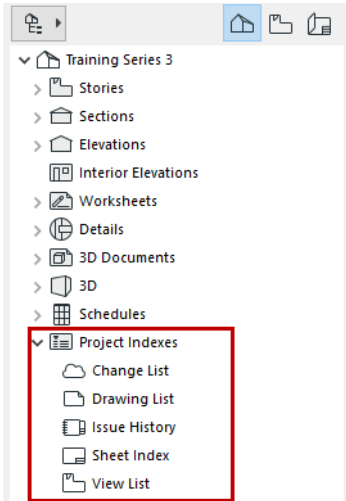 Training Series 3
Stories
Sections
Elevations
Interior Elevations
Worksheets
Details
3D Documents
3D
Schedules
Project Indexes
Change List
Drawing List
Issue History
Sheet Index
View List